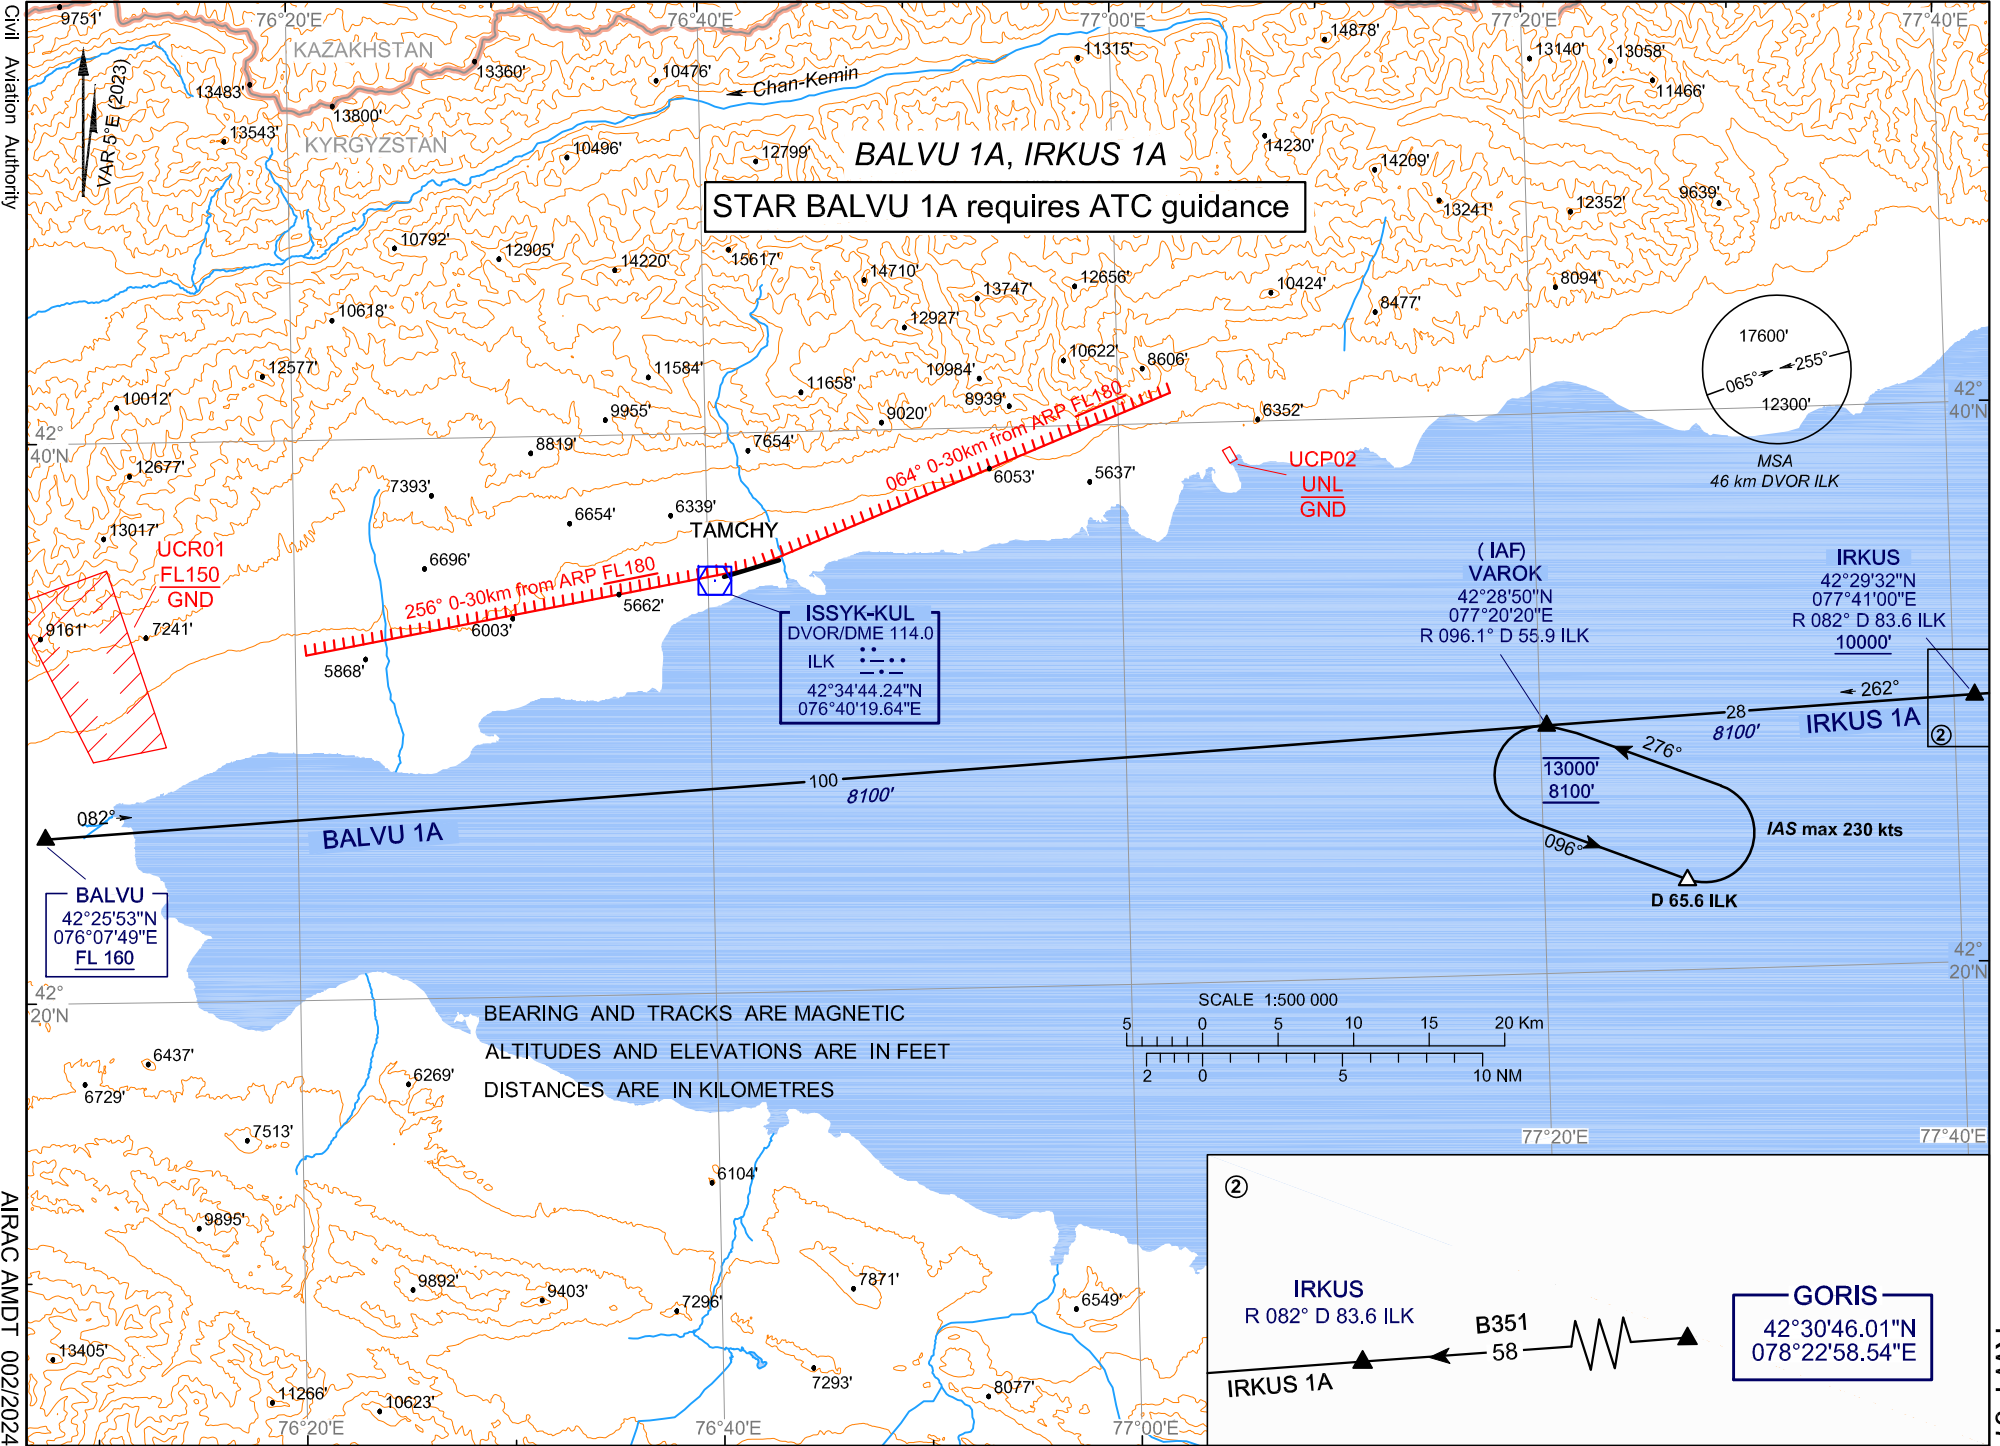 Civil Aviation Authority
AIRAC AMDT 002/2024
76°20'E
76°40'E
77°00'E
77°20'E
77°40'E
9751'
KAZAKHSTAN
KYRGYZSTAN
VAR 5°E (2023)
13483'
13543'
13800'
13360'
10476'
Chan-Kemin
11315'
14878'
13140'
13058'
11466'
10496'
12799'
BALVU 1A, IRKUS 1A
STAR BALVU 1A requires ATC guidance
14230'
14209'
13241'
12352'
9639'
10792'
12905'
14220'
15617'
14710'
13747'
12656'
10424'
8477'
8094'
10618'
12927'
12577'
11584'
11658'
10984'
10622'
8606'
10012'
9955'
9020'
8939'
6352'
8819'
7654'
42°
40'N
42°
40'N
17600'
065°
255°
12300'
MSA
46 km DVOR ILK
064° 0-30km from ARP FL180
12677'
7393'
6654'
6339'
6053'
5637'
UCP02
UNL
GND
13017'
UCR01
FL150
GND
TAMCHY
6696'
256° 0-30km from ARP FL180
5662'
6003'
9161'
7241'
5868'
ISSYK-KUL
DVOR/DME 114.0
ILK
42°34'44.24"N
076°40'19.64"E
( IAF)
VAROK
42°28'50"N
077°20'20"E
R 096.1° D 55.9 ILK
IRKUS
42°29'32"N
077°41'00"E
R 082° D 83.6 ILK
10000'
262°
28
8100'
IRKUS 1A
②
276°
13000'
8100'
096°
IAS max 230 kts
D 65.6 ILK
100
8100'
082°
BALVU 1A
BALVU
42°25'53"N
076°07'49"E
FL 160
42°
20'N
42°
20'N
BEARING AND TRACKS ARE MAGNETIC
ALTITUDES AND ELEVATIONS ARE IN FEET
DISTANCES ARE IN KILOMETRES
SCALE 1:500 000
5 0 5 10 15 20 Km
2 0 5 10 NM
6437'
6729'
6269'
7513'
6104'
77°20'E
77°40'E
9895'
9892'
9403'
7296'
7871'
6549'
13405'
11266'
10623'
7293'
8077'
76°20'E
76°40'E
77°00'E
②
IRKUS
R 082° D 83.6 ILK
B351
58
IRKUS 1A
GORIS
42°30'46.01"N
078°22'58.54"E